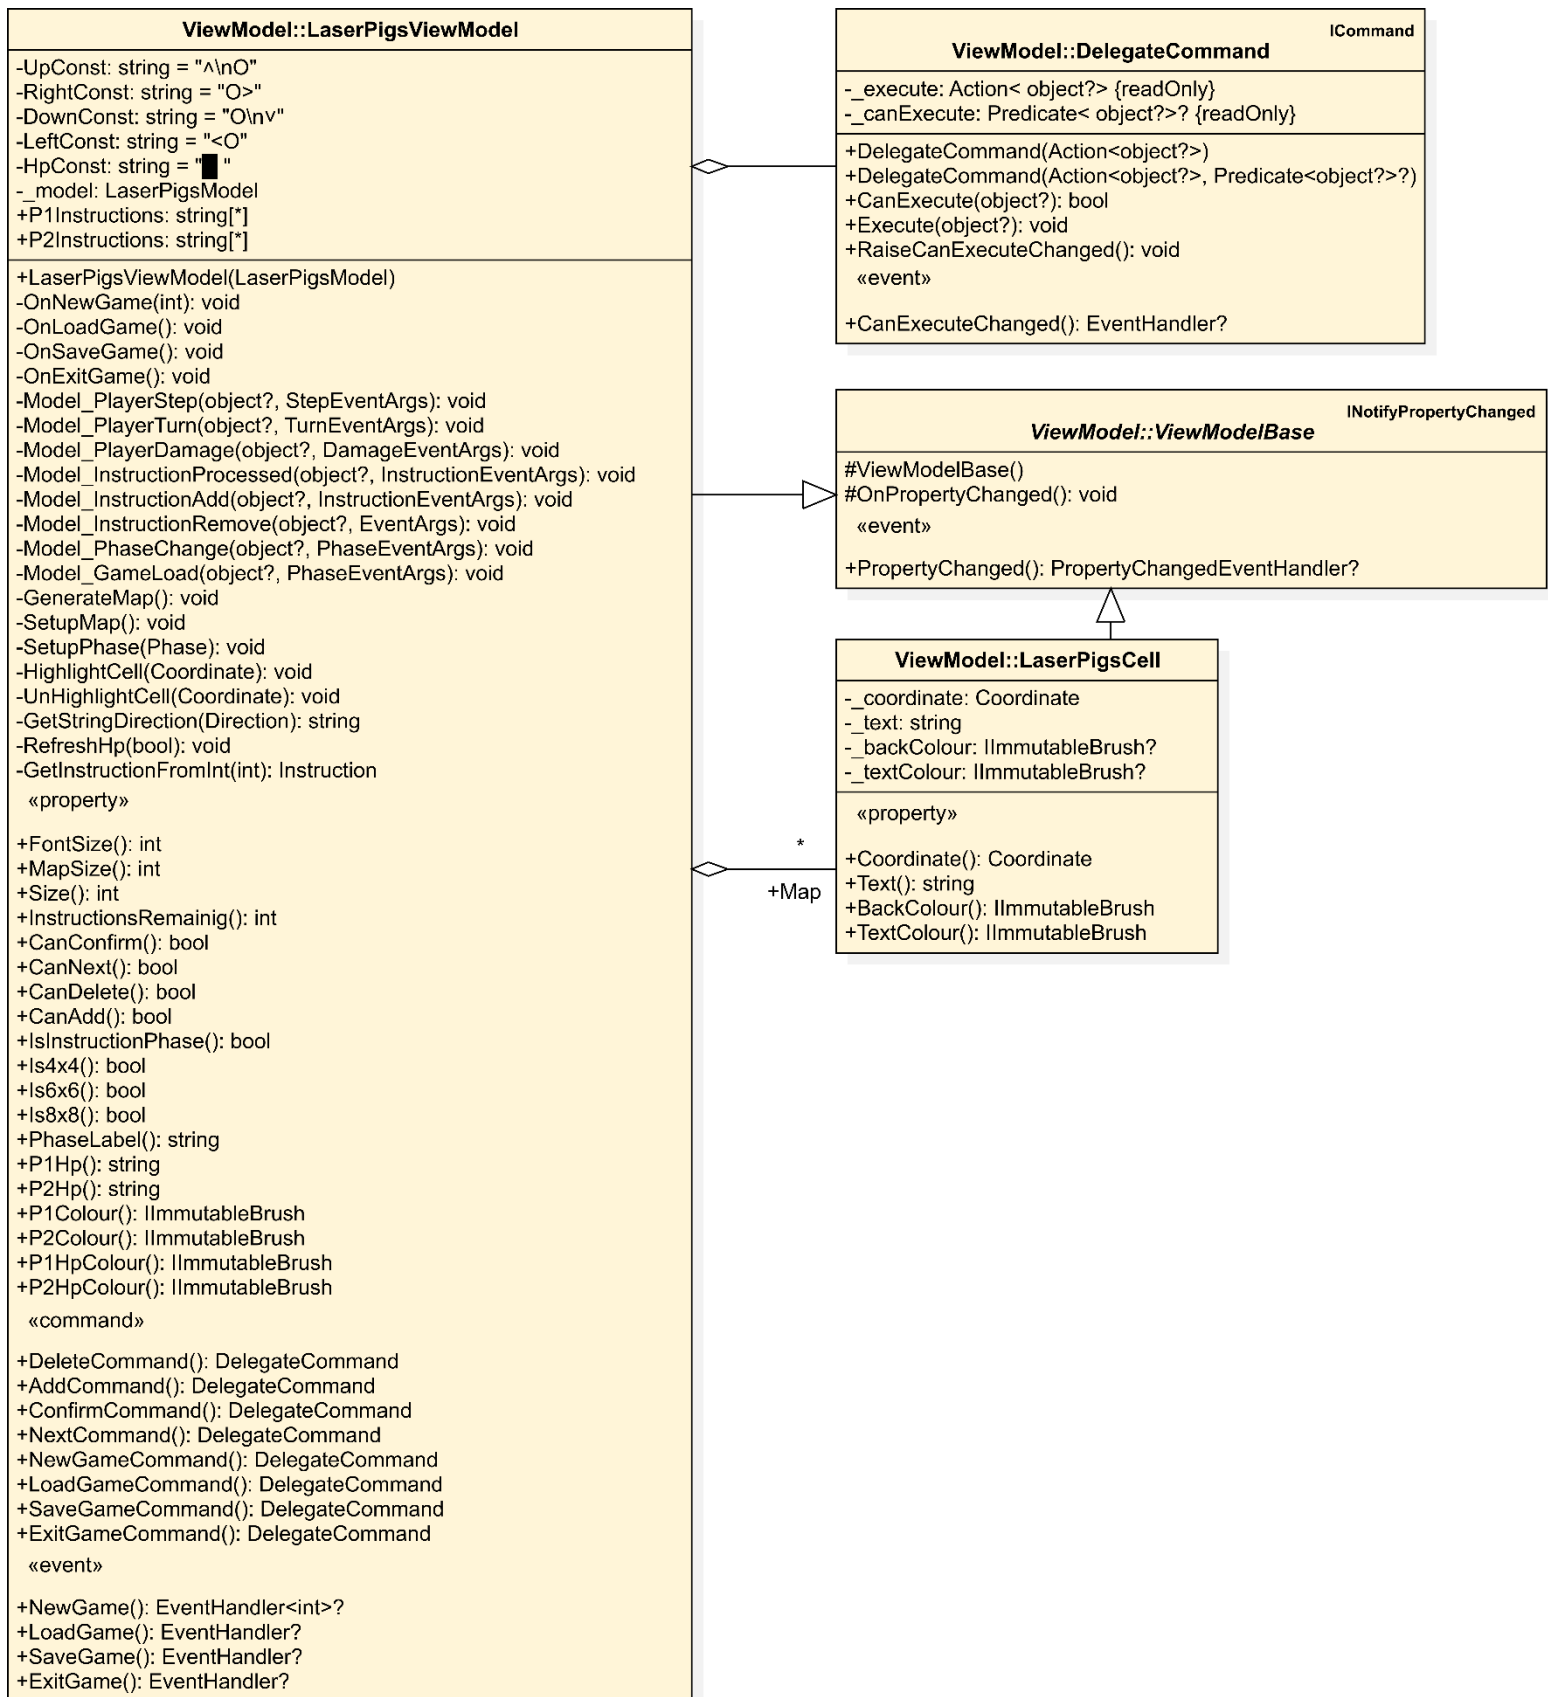 ViewModel::LaserPigsViewModel
-UpConst: string = "^\nO"
-RightConst: string = "O>"
-DownConst: string = "O\nv"
-LeftConst: string = "<O"
-HpConst: string = "█ "
-_model: LaserPigsModel
+P1Instructions: string[*]
+P2Instructions: string[*]
+LaserPigsViewModel(LaserPigsModel)
-OnNewGame(int): void
-OnLoadGame(): void
-OnSaveGame(): void
-OnExitGame(): void
-Model_PlayerStep(object?, StepEventArgs): void
-Model_PlayerTurn(object?, TurnEventArgs): void
-Model_PlayerDamage(object?, DamageEventArgs): void
-Model_InstructionProcessed(object?, InstructionEventArgs): void
-Model_InstructionAdd(object?, InstructionEventArgs): void
-Model_InstructionRemove(object?, EventArgs): void
-Model_PhaseChange(object?, PhaseEventArgs): void
-Model_GameLoad(object?, PhaseEventArgs): void
-GenerateMap(): void
-SetupMap(): void
-SetupPhase(Phase): void
-HighlightCell(Coordinate): void
-UnHighlightCell(Coordinate): void
-GetStringDirection(Direction): string
-RefreshHp(bool): void
-GetInstructionFromInt(int): Instruction
«property»
+FontSize(): int
+MapSize(): int
+Size(): int
+InstructionsRemainig(): int
+CanConfirm(): bool
+CanNext(): bool
+CanDelete(): bool
+CanAdd(): bool
+IsInstructionPhase(): bool
+Is4x4(): bool
+Is6x6(): bool
+Is8x8(): bool
+PhaseLabel(): string
+P1Hp(): string
+P2Hp(): string
+P1Colour(): IImmutableBrush
+P2Colour(): IImmutableBrush
+P1HpColour(): IImmutableBrush
+P2HpColour(): IImmutableBrush
«command»
+DeleteCommand(): DelegateCommand
+AddCommand(): DelegateCommand
+ConfirmCommand(): DelegateCommand
+NextCommand(): DelegateCommand
+NewGameCommand(): DelegateCommand
+LoadGameCommand(): DelegateCommand
+SaveGameCommand(): DelegateCommand
+ExitGameCommand(): DelegateCommand
«event»
+NewGame(): EventHandler<int>?
+LoadGame(): EventHandler?
+SaveGame(): EventHandler?
+ExitGame(): EventHandler?
ICommand
ViewModel::DelegateCommand
-_execute: Action< object?> {readOnly}
-_canExecute: Predicate< object?>? {readOnly}
+DelegateCommand(Action<object?>)
+DelegateCommand(Action<object?>, Predicate<object?>?)
+CanExecute(object?): bool
+Execute(object?): void
+RaiseCanExecuteChanged(): void
«event»
+CanExecuteChanged(): EventHandler?
INotifyPropertyChanged
ViewModel::ViewModelBase
#ViewModelBase()
#OnPropertyChanged(): void
«event»
+PropertyChanged(): PropertyChangedEventHandler?
ViewModel::LaserPigsCell
-_coordinate: Coordinate
-_text: string
-_backColour: IImmutableBrush?
-_textColour: IImmutableBrush?
«property»
+Coordinate(): Coordinate
+Text(): string
+BackColour(): IImmutableBrush
+TextColour(): IImmutableBrush
*
+Map